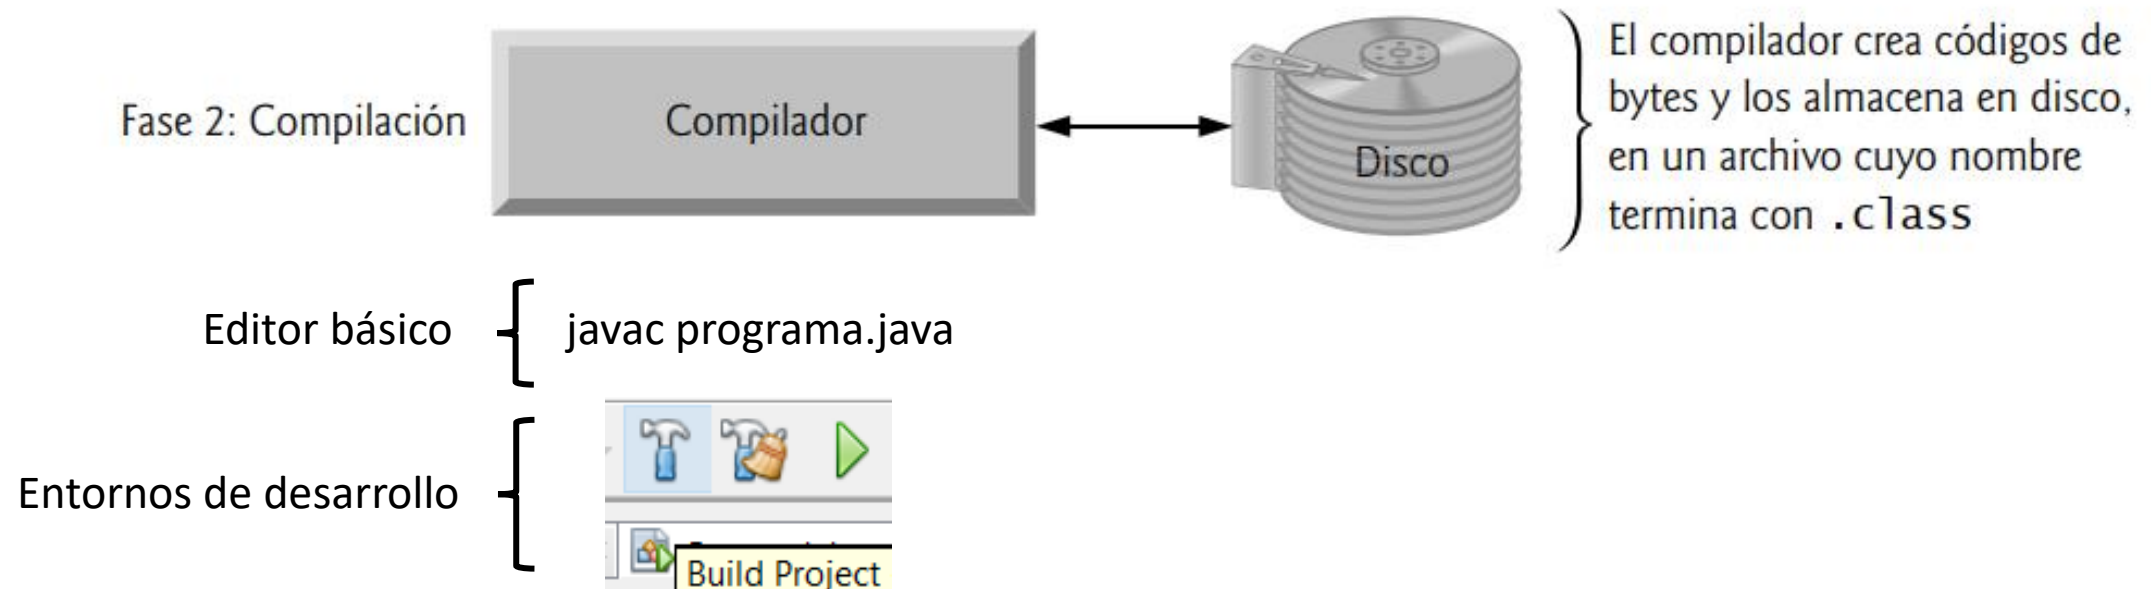 Fase 2: Compilación
Compilador
Disco
El compilador crea códigos de
bytes y los almacena en disco,
en un archivo cuyo nombre
termina con .class
Editor básico
javac programa.java
Entornos de desarrollo
Build Project